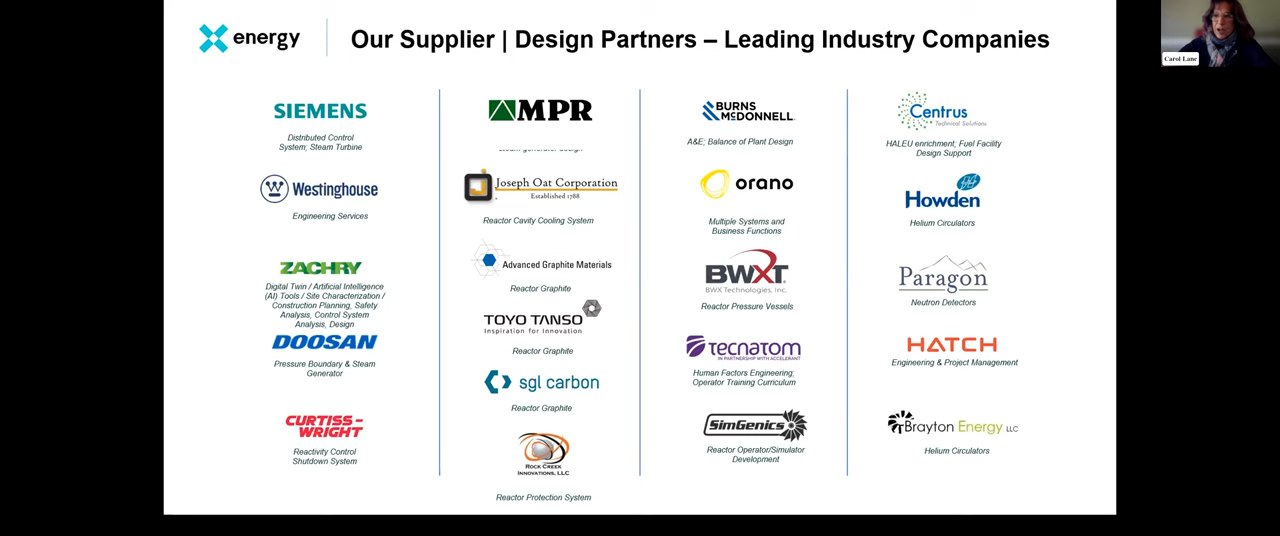 energy
Our Supplier | Design Partners – Leading Industry Companies
Carol Lane
SIEMENS
Distributed Control
System; Steam Turbine
Westinghouse
Engineering Services
ZACHRY
Digital Twin / Artificial Intelligence
(AI) Tools / Site Characterization /
Construction Planning, Safety
Analysis, Control System
Analysis, Design
DOOSAN
Pressure Boundary & Steam
Generator
CURTISS-
WRIGHT
Reactivity Control
Shutdown System
MPR
Joseph Oat Corporation
Established 1788
Reactor Cavity Cooling System
Advanced Graphite Materials
Reactor Graphite
TOYO TANSO
Inspiration for Innovation
Reactor Graphite
sgl carbon
Reactor Graphite
ROCK CREEK
INNOVATIONS, LLC
Reactor Protection System
BURNS
McDONNELL.
A&E; Balance of Plant Design
orano
Multiple Systems and
Business Functions
BWXT
BWX Technologies, Inc.
Reactor Pressure Vessels
tecnatom
IN PARTNERSHIP WITH ACCELERANT
Human Factors Engineering;
Operator Training Curriculum
SimGenics
Reactor Operator/Simulator
Development
Centrus
Technical Solutions
HALEU enrichment; Fuel Facility
Design Support
Howden
Helium Circulators
Paragon
Neutron Detectors
HATCH
Engineering & Project Management
Brayton Energy LLC
Helium Circulators